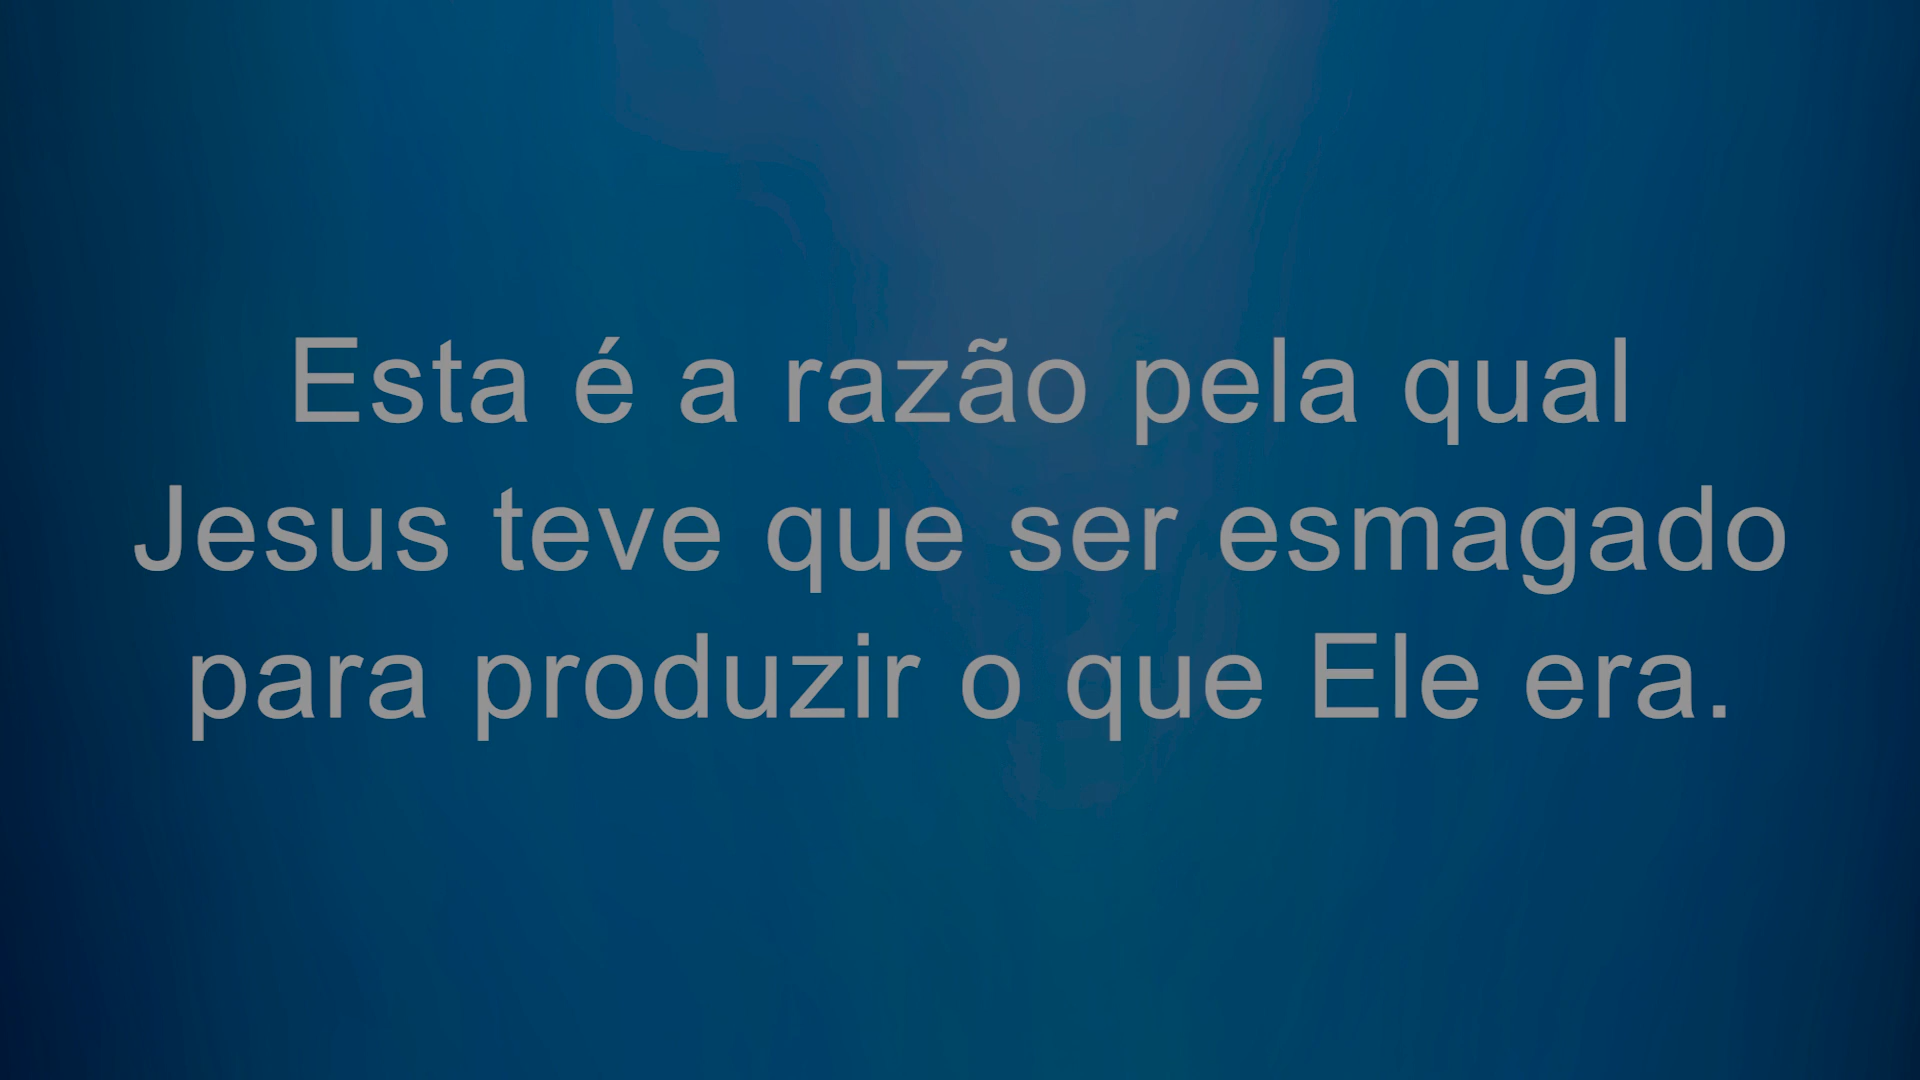 Esta é a razão pela qual
Jesus teve que ser esmagado
para produzir o que Ele era.